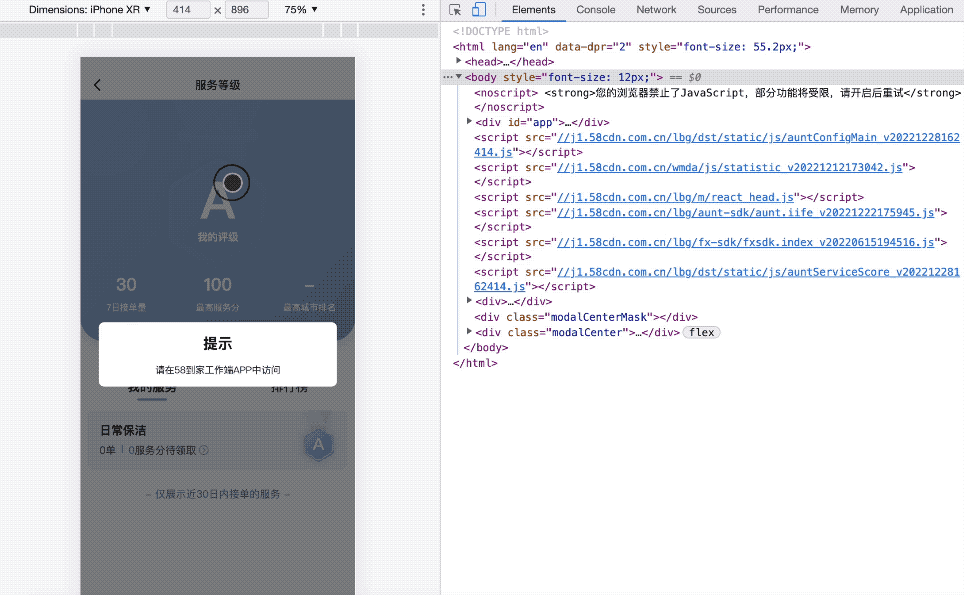 Dimensions: iPhone XR ▼ 414 × 896 75% ▼
服务等级
A
我的评级
30 100 –
7日接单量 最高服务分 最高城市排名
提示
请在58到家工作端APP中访问
我的服务 排行榜
日常保洁
0单 | 0服务分待领取
A
– 仅展示近30日内接单的服务 –
Elements Console Network Sources Performance Memory Application
<!DOCTYPE html>
<html lang="en" data-dpr="2" style="font-size: 55.2px;">
<head>…</head>
<body style="font-size: 12px;"> == $0
<noscript> <strong>您的浏览器禁止了JavaScript，部分功能将受限，请开启后重试</strong>
</noscript>
<div id="app">…</div>
<script src="//j1.58cdn.com.cn/lbg/dst/static/js/auntConfigMain_v20221228162
414.js"></script>
<script src="//j1.58cdn.com.cn/wmda/js/statistic_v20221212173042.js">
</script>
<script src="//j1.58cdn.com.cn/lbg/m/react_head.js"></script>
<script src="//j1.58cdn.com.cn/lbg/aunt-sdk/aunt.iife_v20221222175945.js">
</script>
<script src="//j1.58cdn.com.cn/lbg/fx-sdk/fxsdk.index_v20220615194516.js">
</script>
<script src="//j1.58cdn.com.cn/lbg/dst/static/js/auntServiceScore_v202212281
62414.js"></script>
<div>…</div>
<div class="modalCenterMask"></div>
<div class="modalCenter">…</div> flex
</body>
</html>